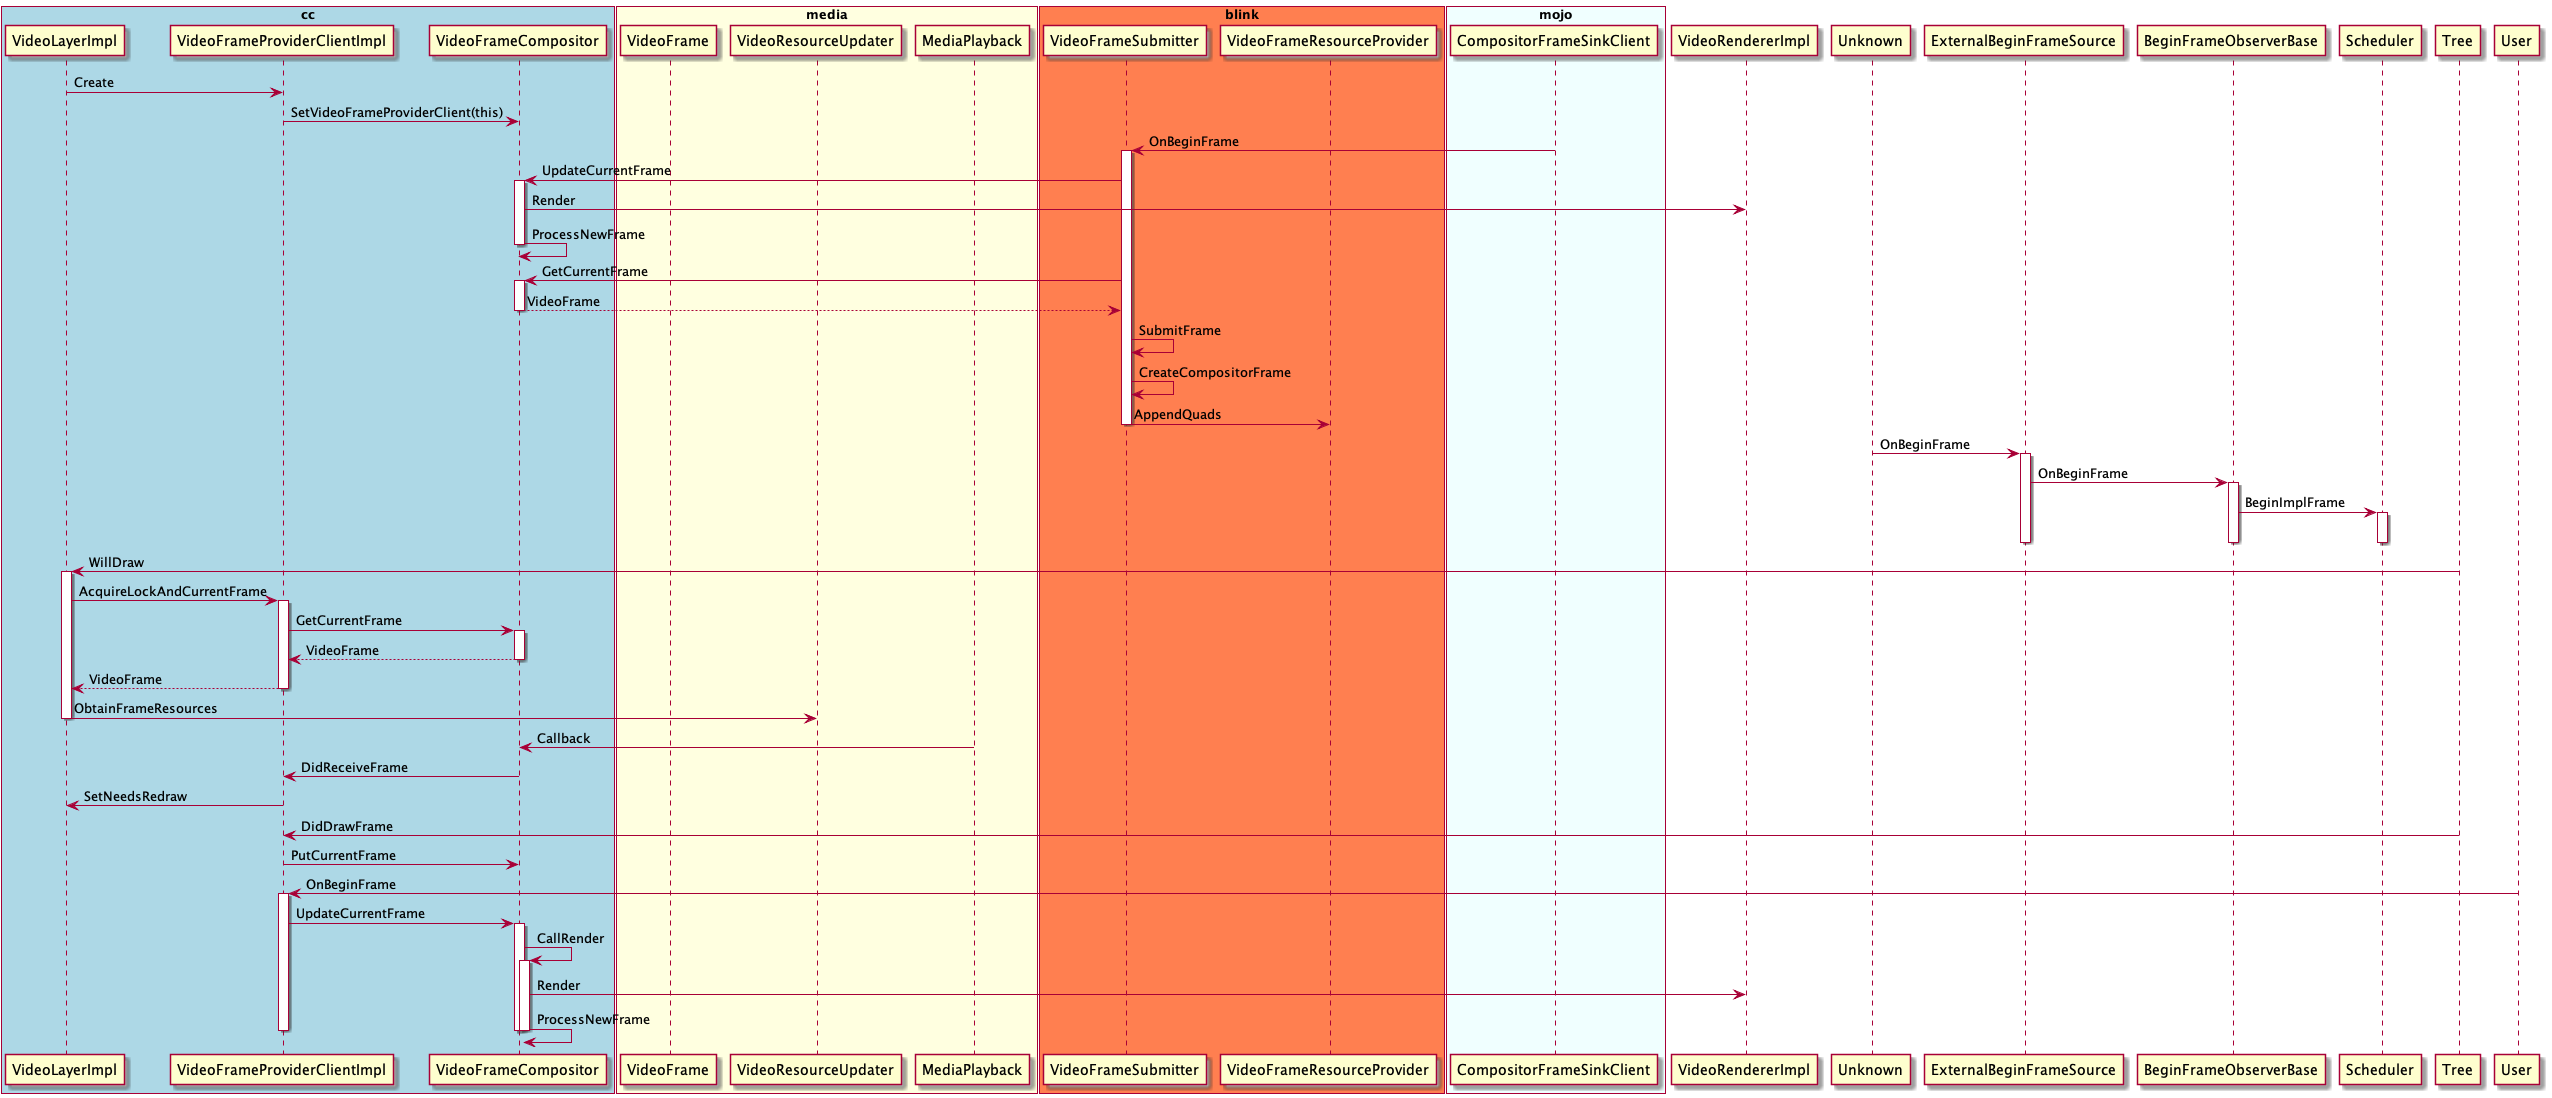 cc
media
blink
mojo
VideoLayerImpl
VideoFrameProviderClientImpl
VideoFrameCompositor
VideoFrame
VideoResourceUpdater
MediaPlayback
VideoFrameSubmitter
VideoFrameResourceProvider
CompositorFrameSinkClient
VideoRendererImpl
Unknown
ExternalBeginFrameSource
BeginFrameObserverBase
Scheduler
Tree
User
Create
SetVideoFrameProviderClient(this)
OnBeginFrame
UpdateCurrentFrame
Render
ProcessNewFrame
GetCurrentFrame
VideoFrame
SubmitFrame
CreateCompositorFrame
AppendQuads
OnBeginFrame
OnBeginFrame
BeginImplFrame
WillDraw
AcquireLockAndCurrentFrame
GetCurrentFrame
VideoFrame
VideoFrame
ObtainFrameResources
Callback
DidReceiveFrame
SetNeedsRedraw
DidDrawFrame
PutCurrentFrame
OnBeginFrame
UpdateCurrentFrame
CallRender
Render
ProcessNewFrame
VideoLayerImpl
VideoFrameProviderClientImpl
VideoFrameCompositor
VideoFrame
VideoResourceUpdater
MediaPlayback
VideoFrameSubmitter
VideoFrameResourceProvider
CompositorFrameSinkClient
VideoRendererImpl
Unknown
ExternalBeginFrameSource
BeginFrameObserverBase
Scheduler
Tree
User